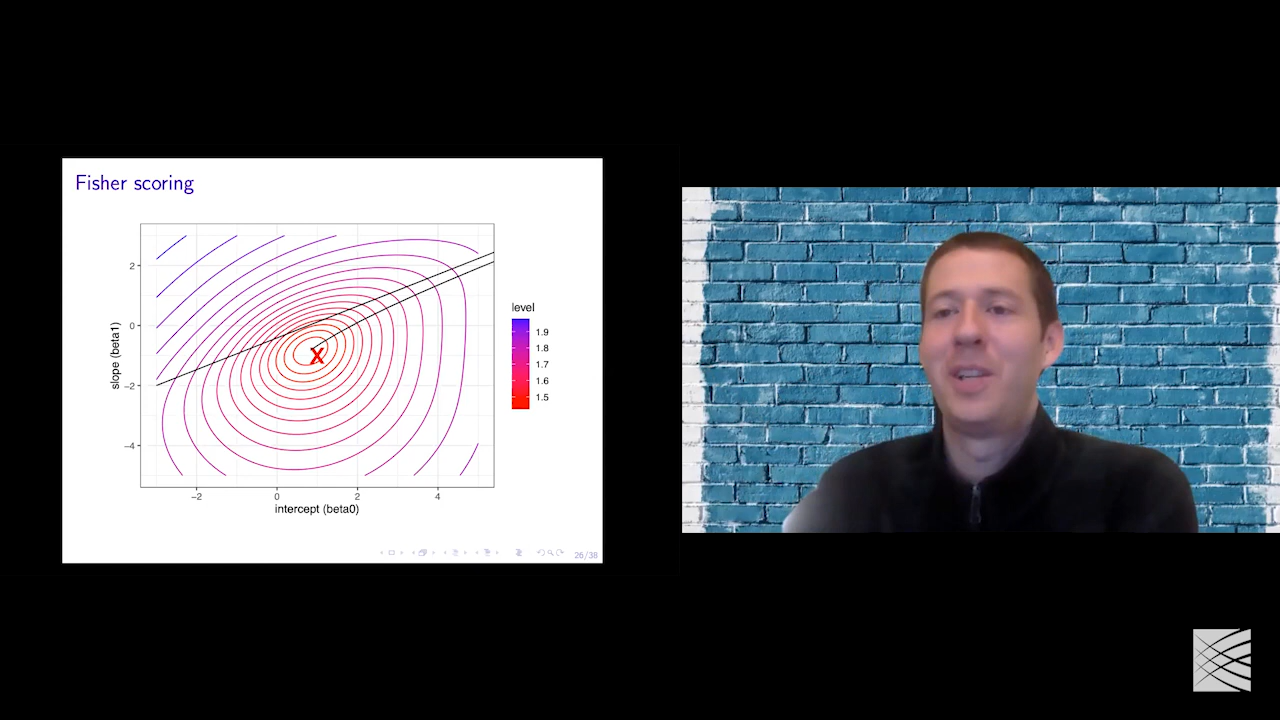 Fisher scoring
2
0
−2
−4
slope (beta1)
−2
0
2
4
intercept (beta0)
level
1.9
1.8
1.7
1.6
1.5
X
26/38